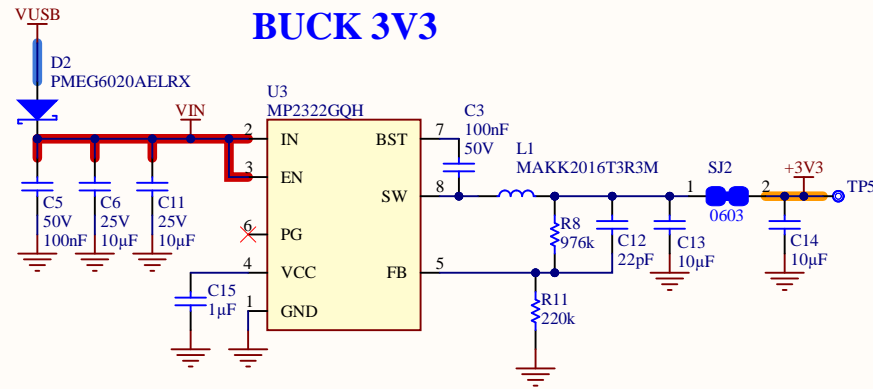 BUCK 3V3
VUSB
D2
PMEG6020AELRX
VIN
U3
MP2322GQH
2
IN
3
EN
6
PG
4
VCC
1
GND
BST
7
SW
8
FB
5
C5
50V
100nF
C6
25V
10µF
C11
25V
10µF
C15
1µF
C3
100nF
50V
L1
MAKK2016T3R3M
R8
976k
C12
22pF
C13
10µF
R11
220k
SJ2
1
2
0603
+3V3
TP5
C14
10µF